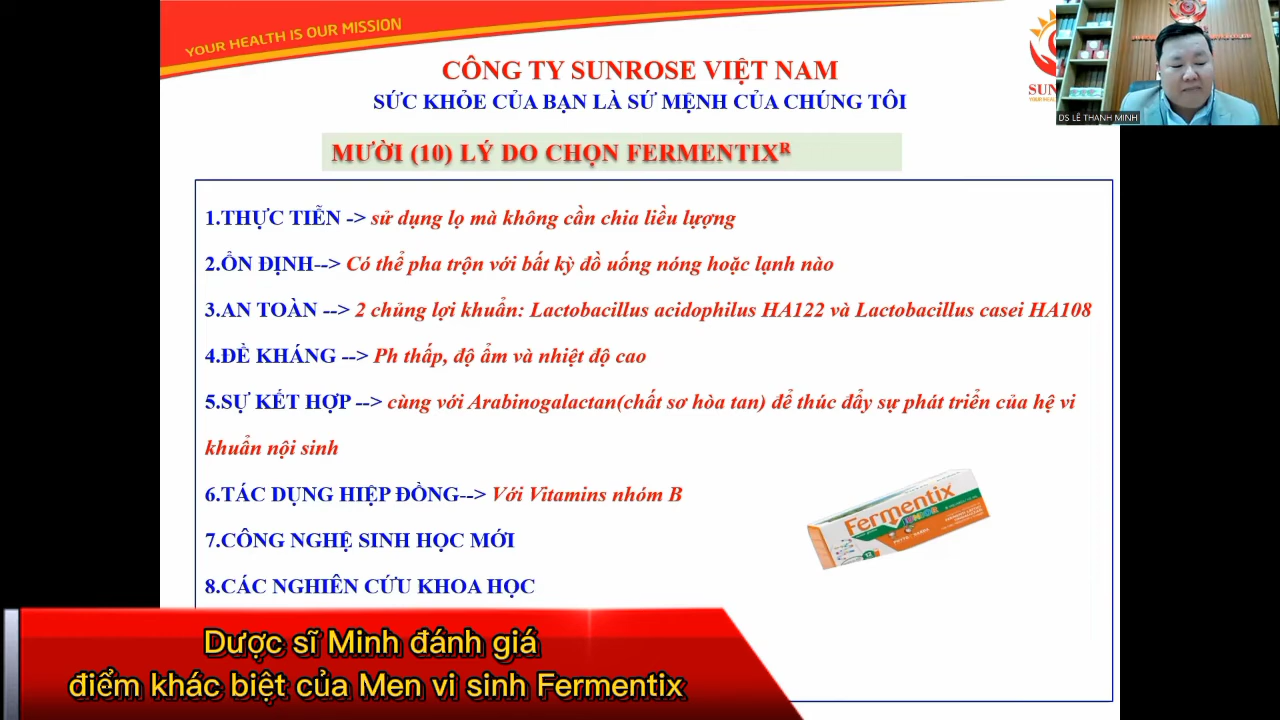 YOUR HEALTH IS OUR MISSION
CÔNG TY SUNROSE VIỆT NAM
SỨC KHỎE CỦA BẠN LÀ SỨ MỆNH CỦA CHÚNG TÔI
DS LÊ THANH MINH
MƯỜI (10) LÝ DO CHỌN FERMENTIXᴿ
1.THỰC TIỄN -> sử dụng lọ mà không cần chia liều lượng
2.ỔN ĐỊNH--> Có thể pha trộn với bất kỳ đồ uống nóng hoặc lạnh nào
3.AN TOÀN --> 2 chủng lợi khuẩn: Lactobacillus acidophilus HA122 và Lactobacillus casei HA108
4.ĐỀ KHÁNG --> Ph thấp, độ ẩm và nhiệt độ cao
5.SỰ KẾT HỢP --> cùng với Arabinogalactan(chất sơ hòa tan) để thúc đẩy sự phát triển của hệ vi
khuẩn nội sinh
6.TÁC DỤNG HIỆP ĐỒNG--> Với Vitamins nhóm B
Fermentix
JUNIOR
7.CÔNG NGHỆ SINH HỌC MỚI
8.CÁC NGHIÊN CỨU KHOA HỌC
Dược sĩ Minh đánh giá
điểm khác biệt của Men vi sinh Fermentix